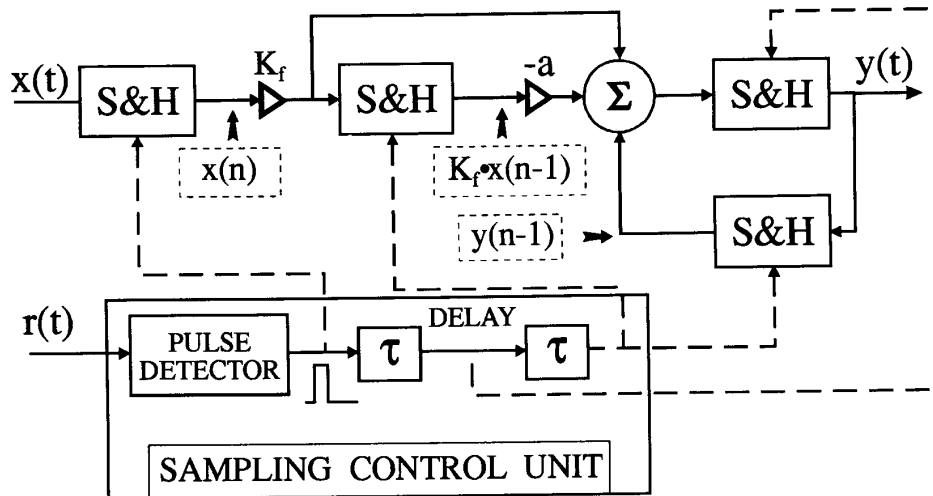 x(t)
S&H
K_f
S&H
-a
Σ
S&H
y(t)
x(n)
K_f•x(n-1)
y(n-1)
S&H
r(t)
PULSE
DETECTOR
τ
DELAY
τ
SAMPLING CONTROL UNIT